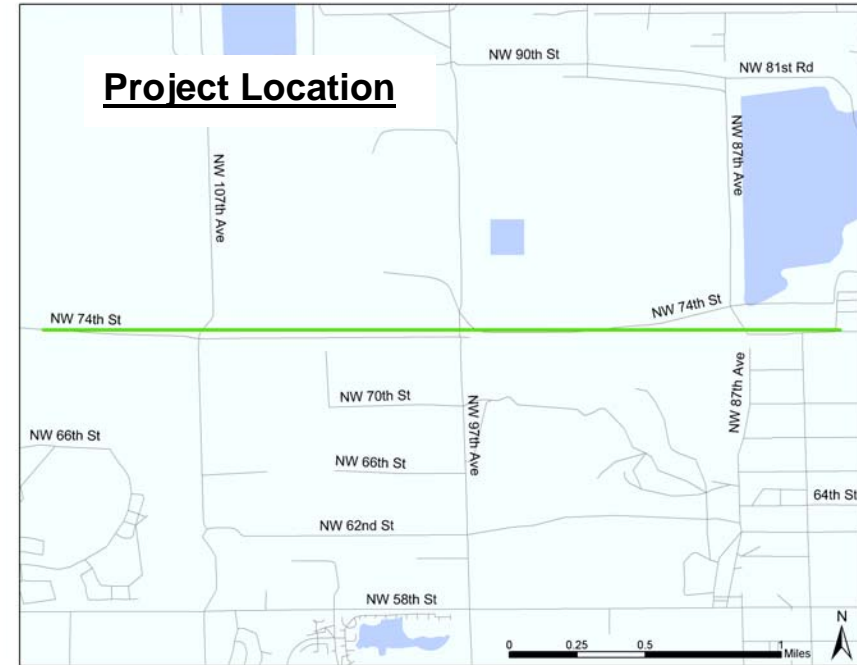 NW 90th St
NW 81st Rd
Project Location
NW 107th Ave
NW 87th Ave
NW 74th St
NW 74th St
NW 70th St
NW 97th Ave
NW 87th Ave
NW 66th St
NW 66th St
64th St
NW 62nd St
NW 58th St
N
0 0.25 0.5 1
Miles